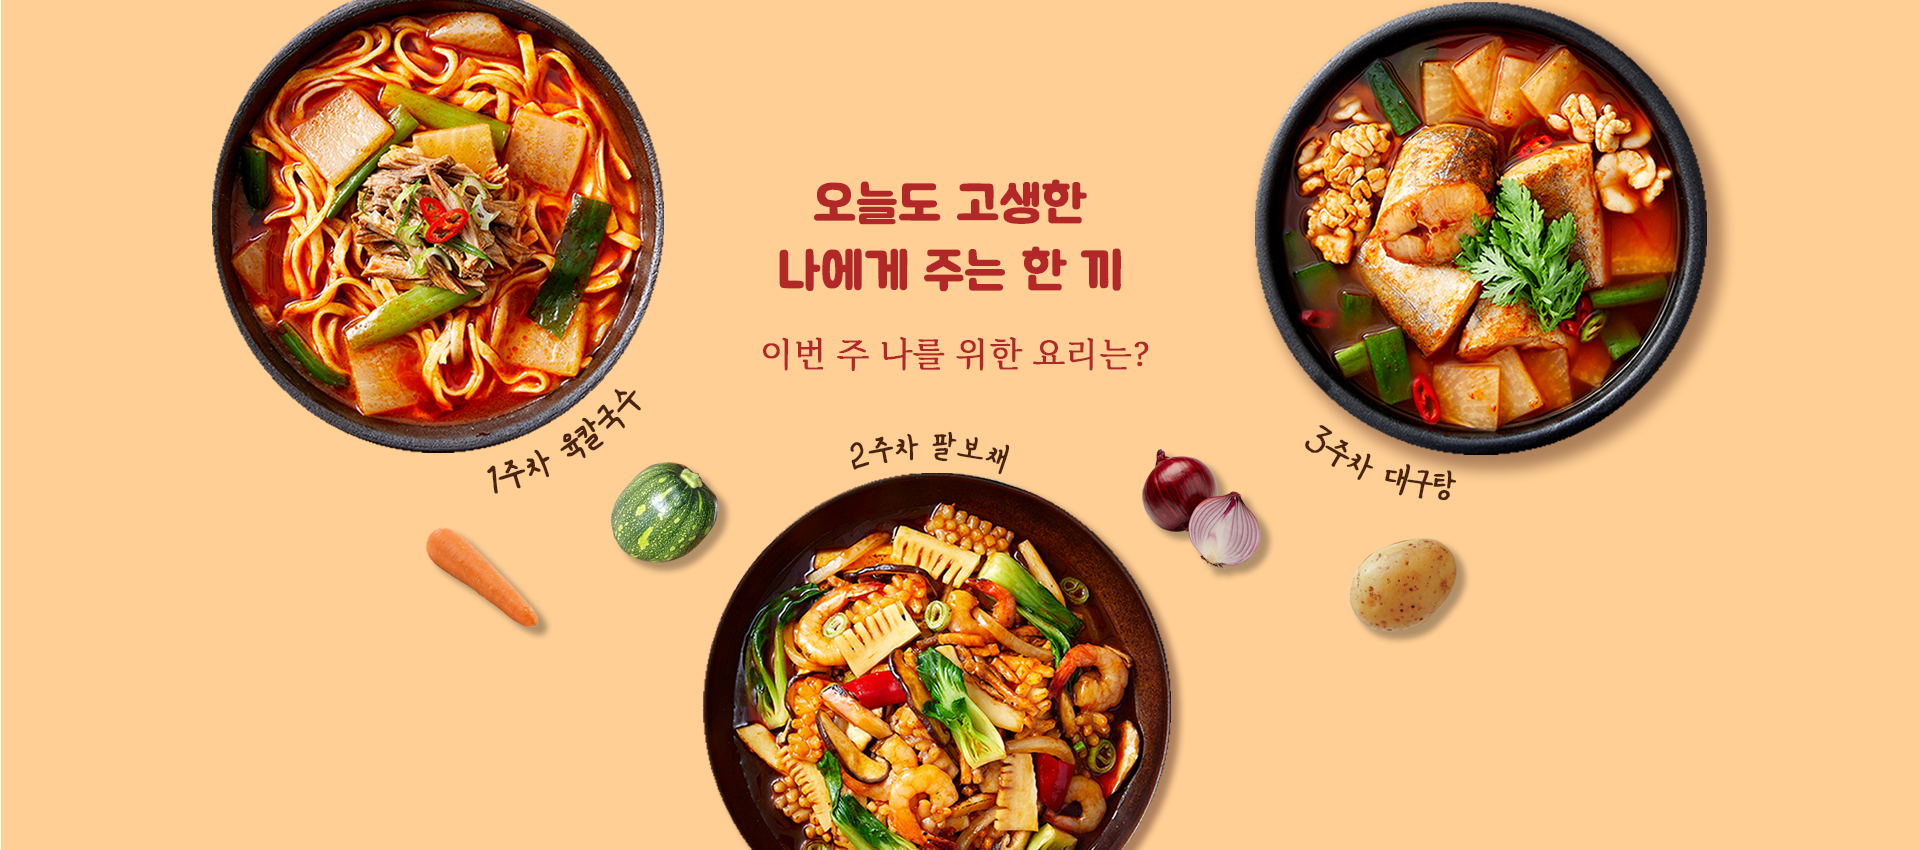 오늘도 고생한
나에게 주는 한 끼
이번 주 나를 위한 요리는?
1주차 육칼국수
2주차 팔보채
3주차 대구탕